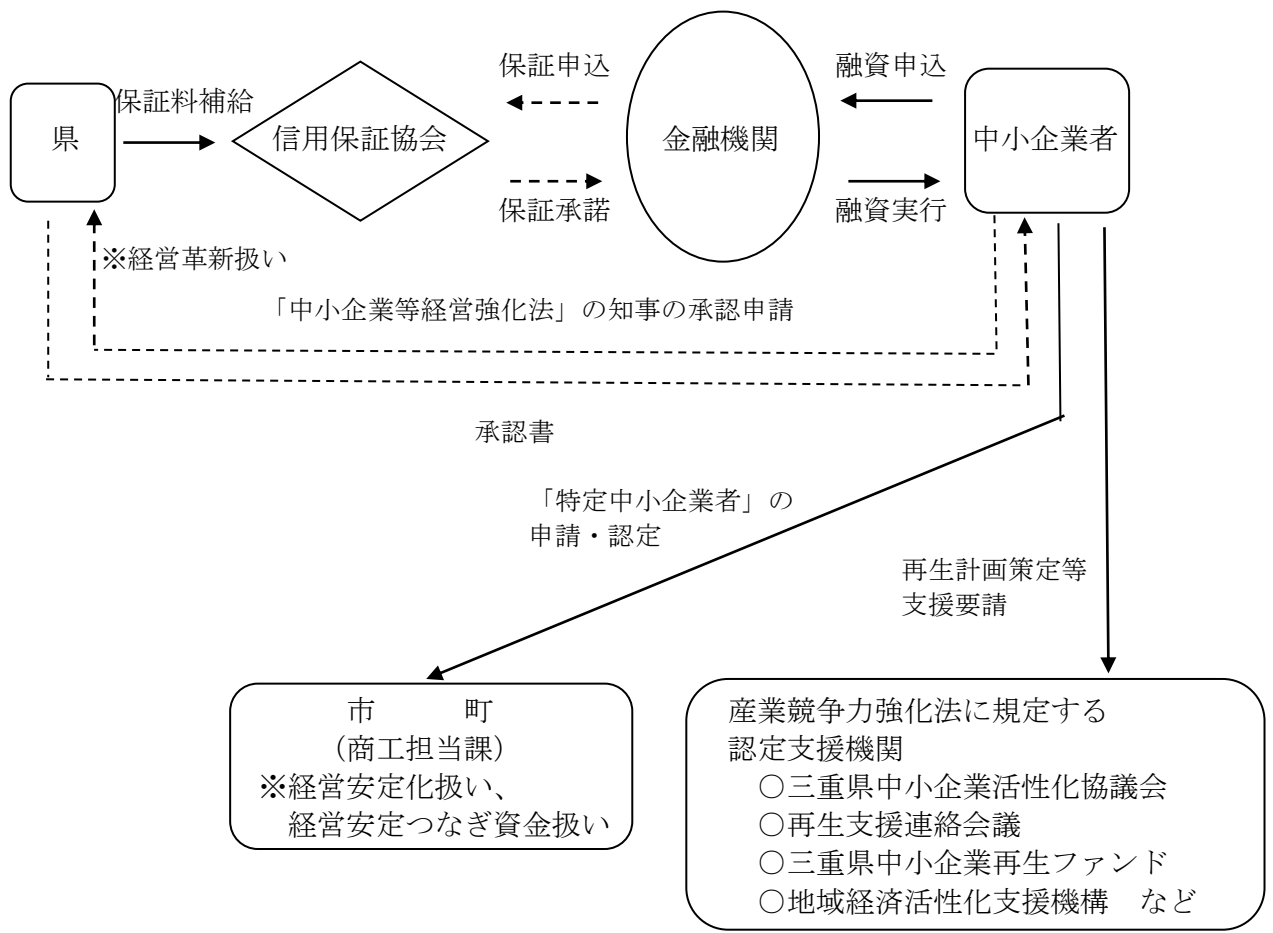 保証申込
融資申込
保証料補給
県
信用保証協会
金融機関
中小企業者
保証承諾
融資実行
※経営革新扱い
「中小企業等経営強化法」の知事の承認申請
承認書
「特定中小企業者」の
申請・認定
再生計画策定等
支援要請
市　　　町
（商工担当課）
※経営安定化扱い、
経営安定つなぎ資金扱い
産業競争力強化法に規定する
認定支援機関
○三重県中小企業活性化協議会
○再生支援連絡会議
○三重県中小企業再生ファンド
○地域経済活性化支援機構　など